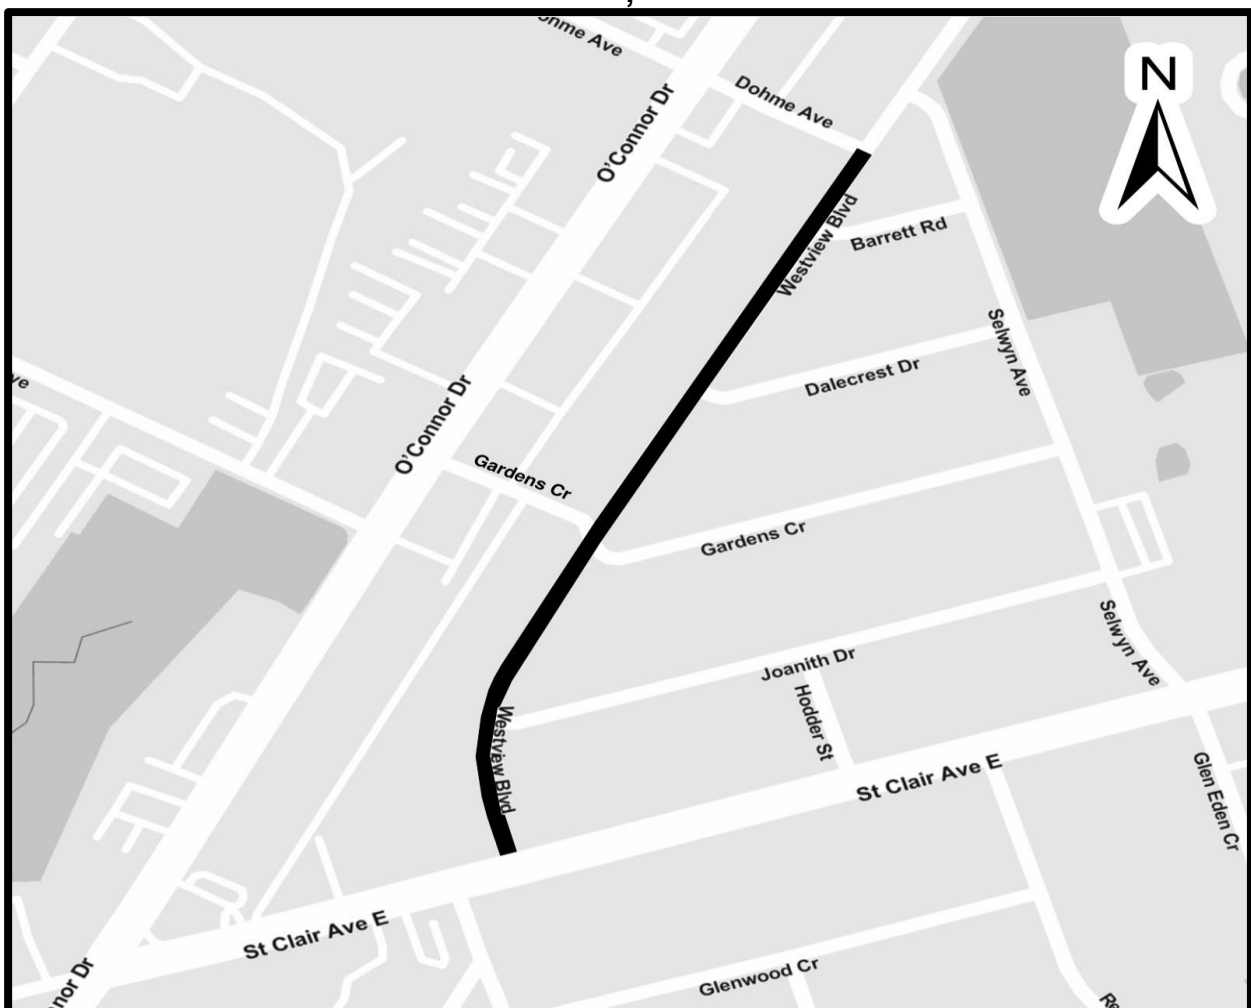 Dohme Ave
N
O'Connor Dr
Westview Blvd
Barrett Rd
Selwyn Ave
Dalecrest Dr
O'Connor Dr
Gardens Cr
Gardens Cr
Selwyn Ave
Joanith Dr
Hodder St
Westview Blvd
St Clair Ave E
Glen Eden Cr
St Clair Ave E
Glenwood Cr